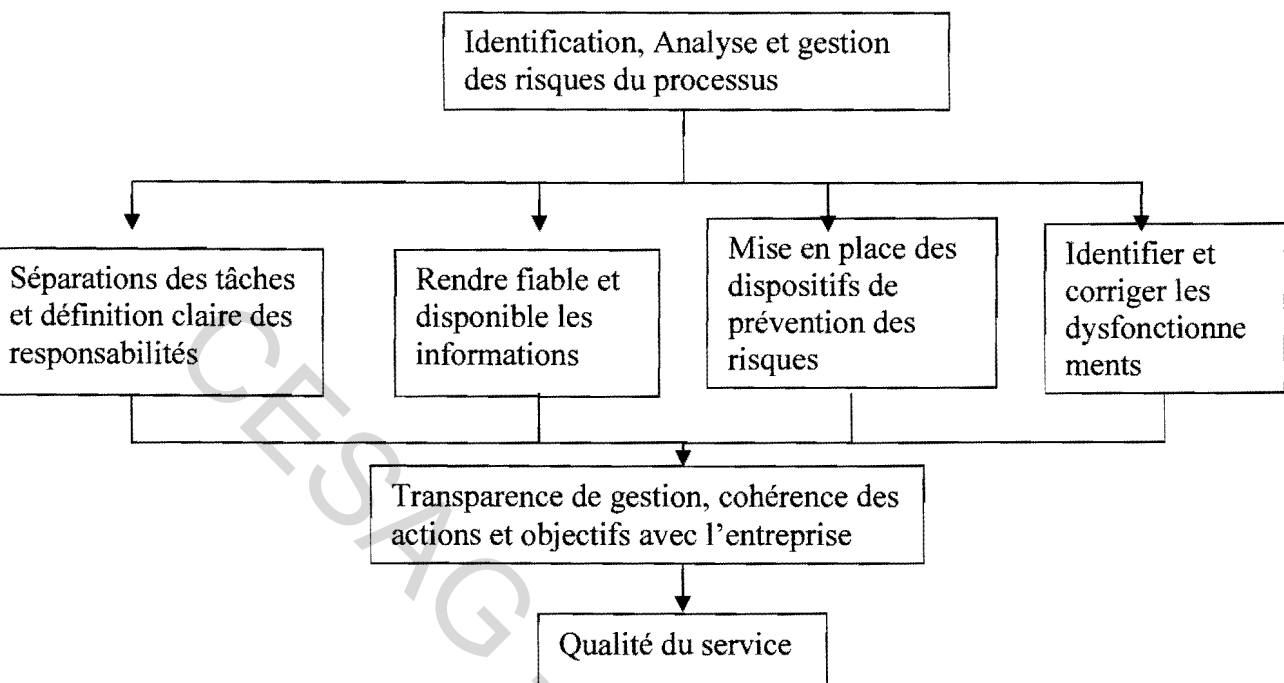 Identification, Analyse et gestion
des risques du processus
Séparations des tâches
et définition claire des
responsabilités
Rendre fiable et
disponible les
informations
Mise en place des
dispositifs de
prévention des
risques
Identifier et
corriger les
dysfonctionne
ments
Transparence de gestion, cohérence des
actions et objectifs avec l'entreprise
Qualité du service
CESAG